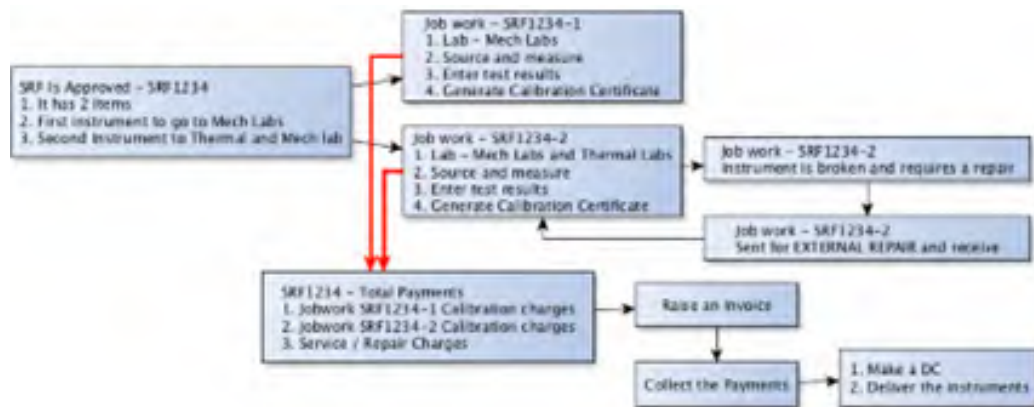 Job work - SRF1234-1
1. Lab - Mech Labs
2. Source and measure
3. Enter test results
4. Generate Calibration Certificate
SRF Is Approved - SRF1234
1. It has 2 items
2. First instrument to go to Mech Labs
3. Second Instrument to Thermal and Mech lab
Job work - SRF1234-2
1. Lab - Mech Labs and Thermal Labs
2. Source and measure
3. Enter test results
4. Generate Calibration Certificate
Job work - SRF1234-2
Instrument is broken and requires a repair
Job work - SRF1234-2
Sent for EXTERNAL REPAIR and receive
SRF1234 - Total Payments
1. Jobwork SRF1234-1 Calibration charges
2. Jobwork SRF1234-2 Calibration charges
3. Service / Repair Charges
Raise an Invoice
Collect the Payments
1. Make a DC
2. Deliver the instruments